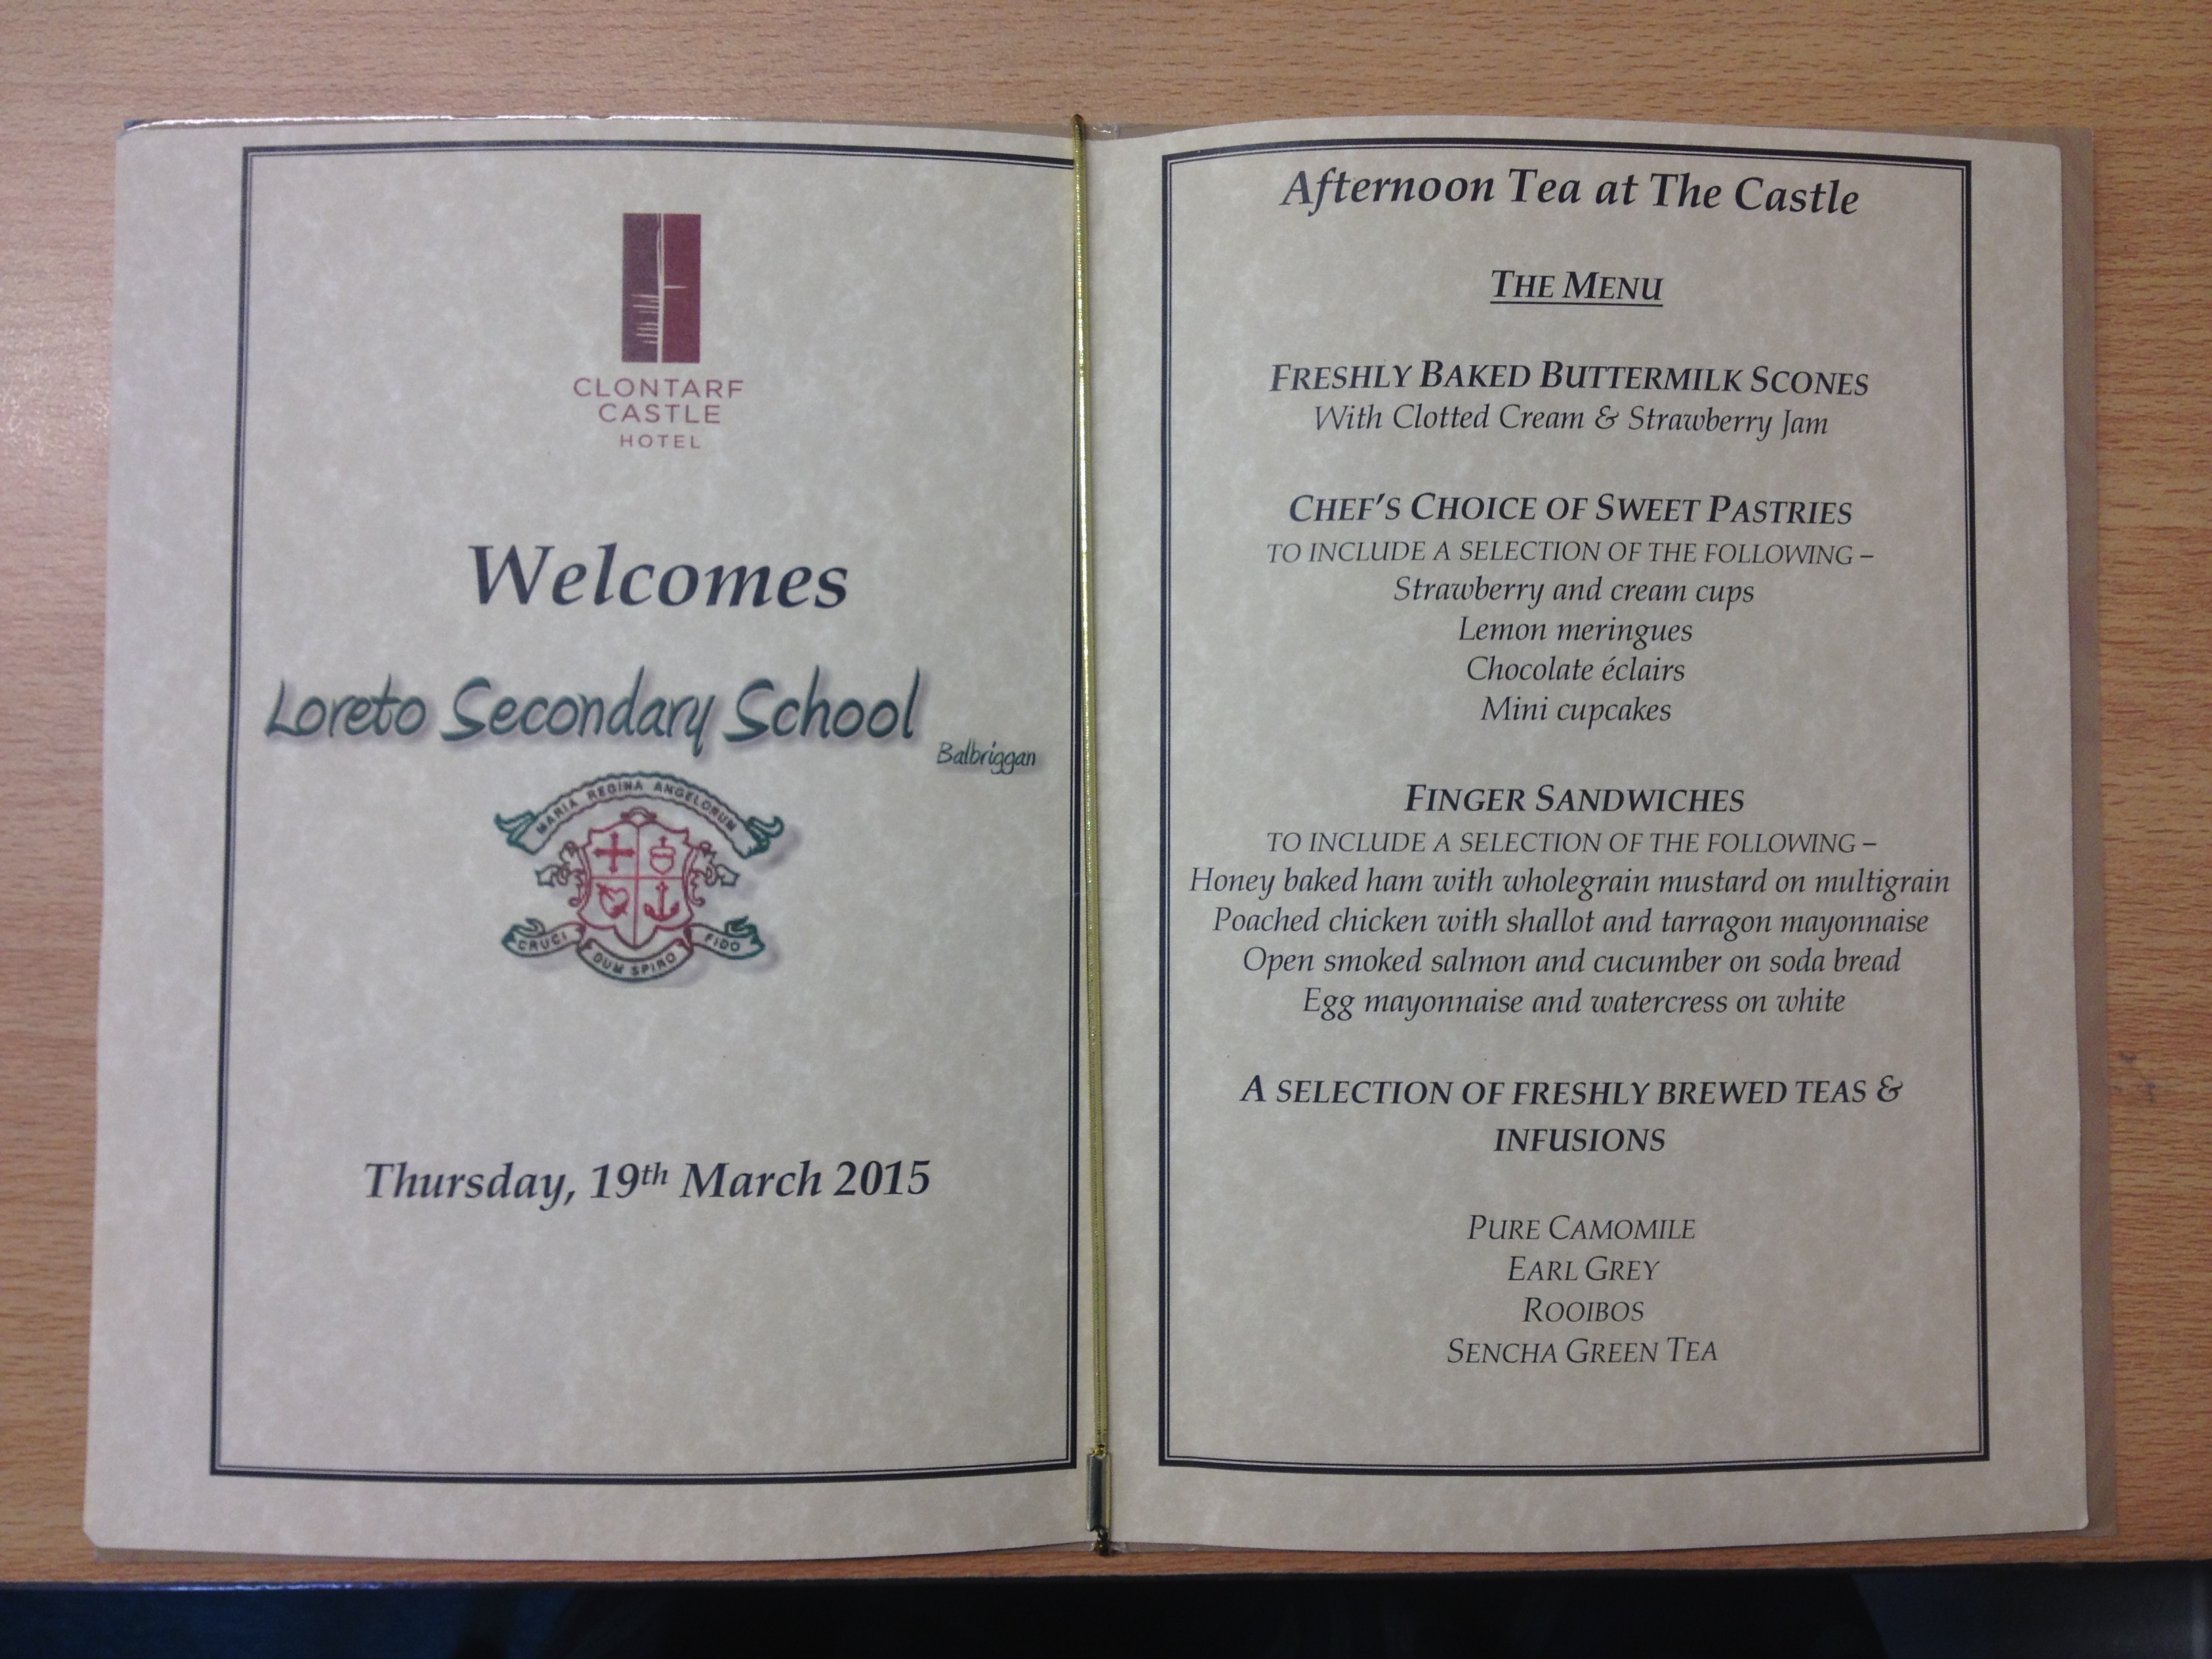 CLONTARF
CASTLE
HOTEL
Welcomes
Loreto Secondary School
Balbriggan
MARIA REGINA ANGELORUM
CRUCI DUM SPIRO FIDO
Thursday, 19th March 2015
Afternoon Tea at The Castle
THE MENU
FRESHLY BAKED BUTTERMILK SCONES
With Clotted Cream & Strawberry Jam
CHEF'S CHOICE OF SWEET PASTRIES
TO INCLUDE A SELECTION OF THE FOLLOWING –
Strawberry and cream cups
Lemon meringues
Chocolate éclairs
Mini cupcakes
FINGER SANDWICHES
TO INCLUDE A SELECTION OF THE FOLLOWING –
Honey baked ham with wholegrain mustard on multigrain
Poached chicken with shallot and tarragon mayonnaise
Open smoked salmon and cucumber on soda bread
Egg mayonnaise and watercress on white
A SELECTION OF FRESHLY BREWED TEAS &
INFUSIONS
PURE CAMOMILE
EARL GREY
ROOIBOS
SENCHA GREEN TEA